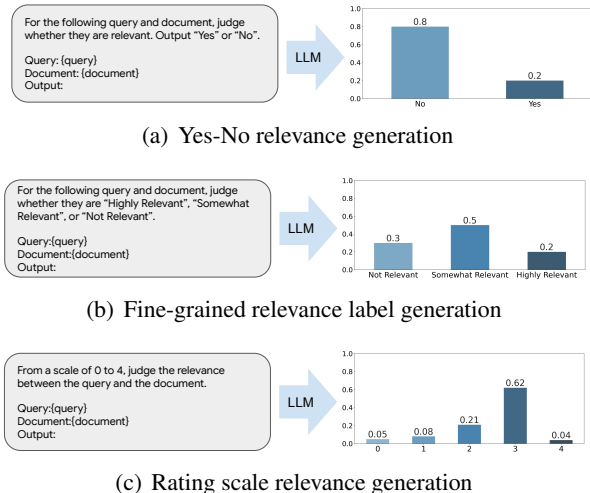 For the following query and document, judge
whether they are relevant. Output “Yes” or “No”.
Query: {query}
Document: {document}
Output:
LLM
1.0
0.8
0.6
0.4
0.2
0.0
0.8
0.2
No Yes
(a) Yes-No relevance generation
For the following query and document, judge
whether they are “Highly Relevant”, “Somewhat
Relevant”, or “Not Relevant”.
Query:{query}
Document:{document}
Output:
LLM
1.0
0.8
0.6
0.4
0.2
0.0
0.3
0.5
0.2
Not Relevant Somewhat Relevant Highly Relevant
(b) Fine-grained relevance label generation
From a scale of 0 to 4, judge the relevance
between the query and the document.
Query:{query}
Document:{document}
Output:
LLM
1.0
0.8
0.6
0.4
0.2
0.0
0.05
0.08
0.21
0.62
0.04
0 1 2 3 4
(c) Rating scale relevance generation